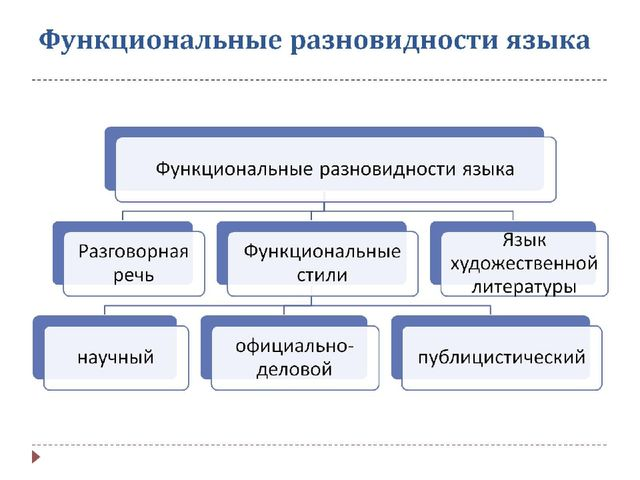 Функциональные разновидности языка
Функциональные разновидности языка
Разговорная
речь
Функциональные
стили
Язык
художественной
литературы
научный
официально-
деловой
публицистический